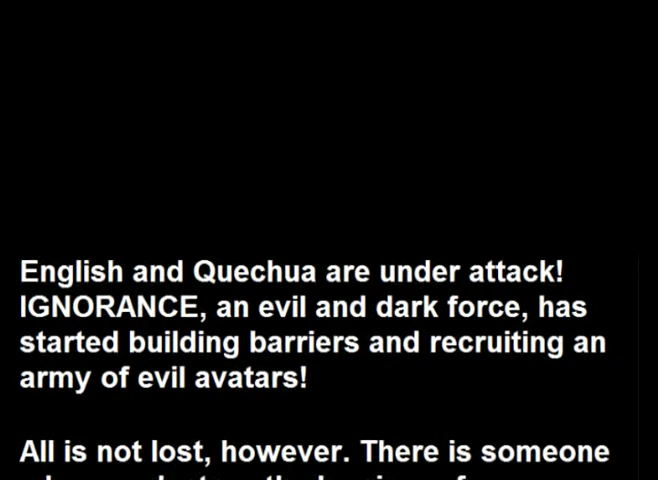 English and Quechua are under attack!
IGNORANCE, an evil and dark force, has
started building barriers and recruiting an
army of evil avatars!
All is not lost, however. There is someone